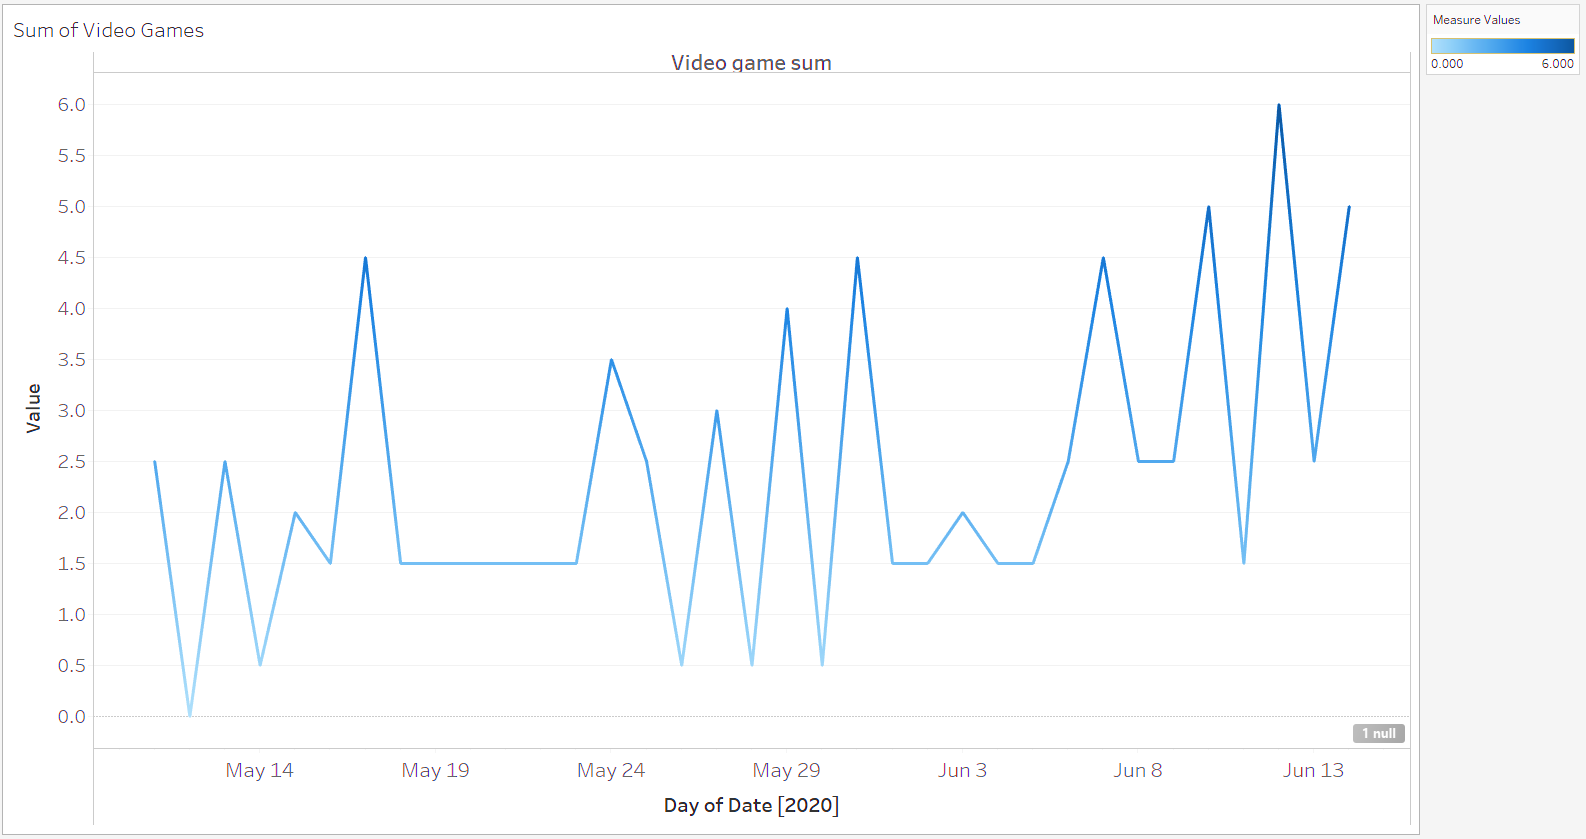 Sum of Video Games
Measure Values
0.000 6.000
Video game sum
6.0
5.5
5.0
4.5
4.0
3.5
3.0
2.5
2.0
1.5
1.0
0.5
0.0
Value
1 null
May 14 May 19 May 24 May 29 Jun 3 Jun 8 Jun 13
Day of Date [2020]